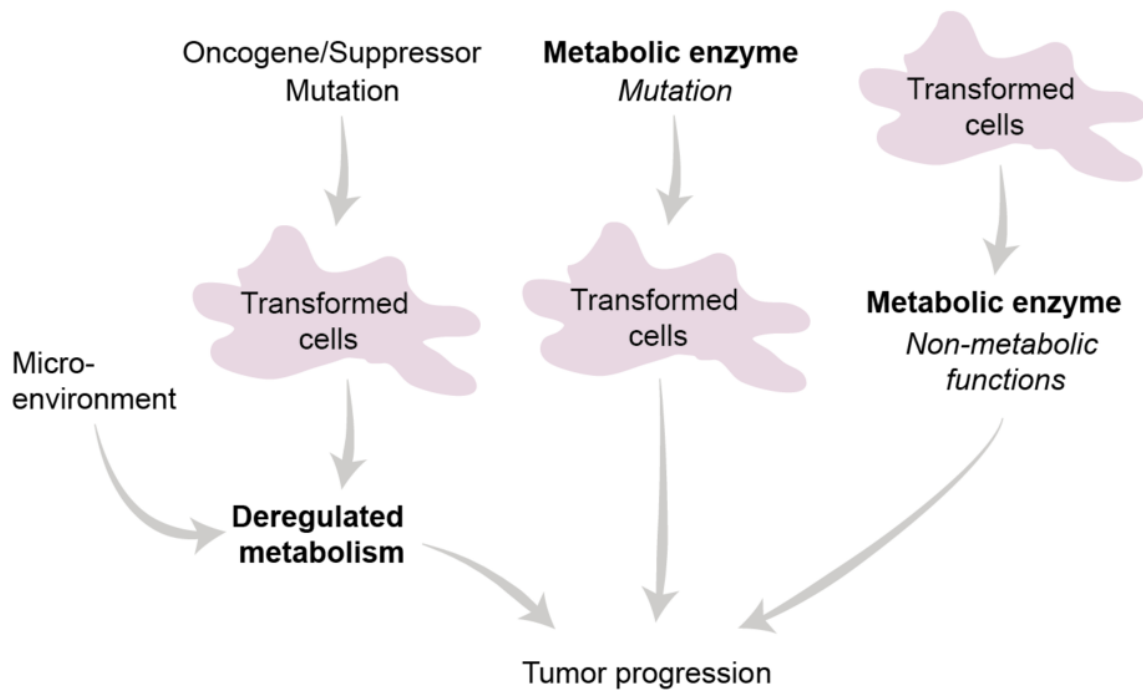 Oncogene/Suppressor
Mutation
Metabolic enzyme
Mutation
Transformed
cells
Transformed
cells
Transformed
cells
Metabolic enzyme
Non-metabolic
functions
Micro-
environment
Deregulated
metabolism
Tumor progression